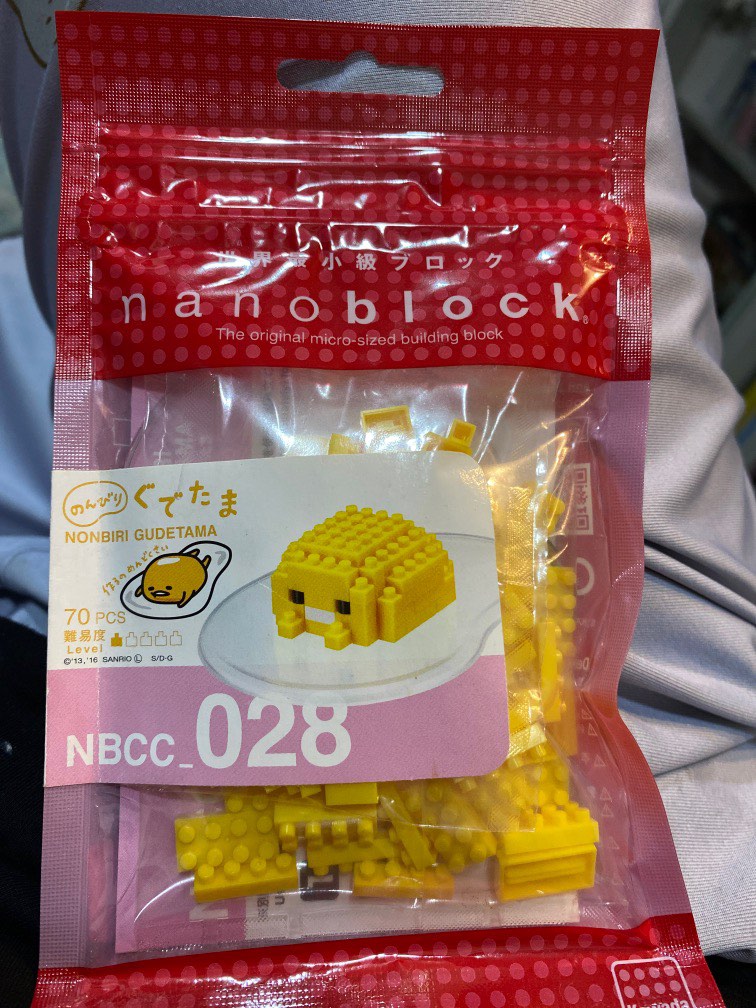 世界最小級ブロック
nanoblock®
The original micro-sized building block
のんびり ぐでたま
NONBIRI GUDETAMA
70 PCS
難易度
Level
©'13,'16 SANRIO Ⓛ S/D·G
NBCC_028